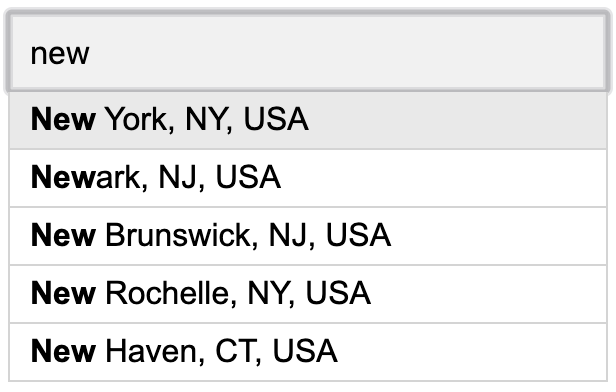 new
New York, NY, USA
Newark, NJ, USA
New Brunswick, NJ, USA
New Rochelle, NY, USA
New Haven, CT, USA